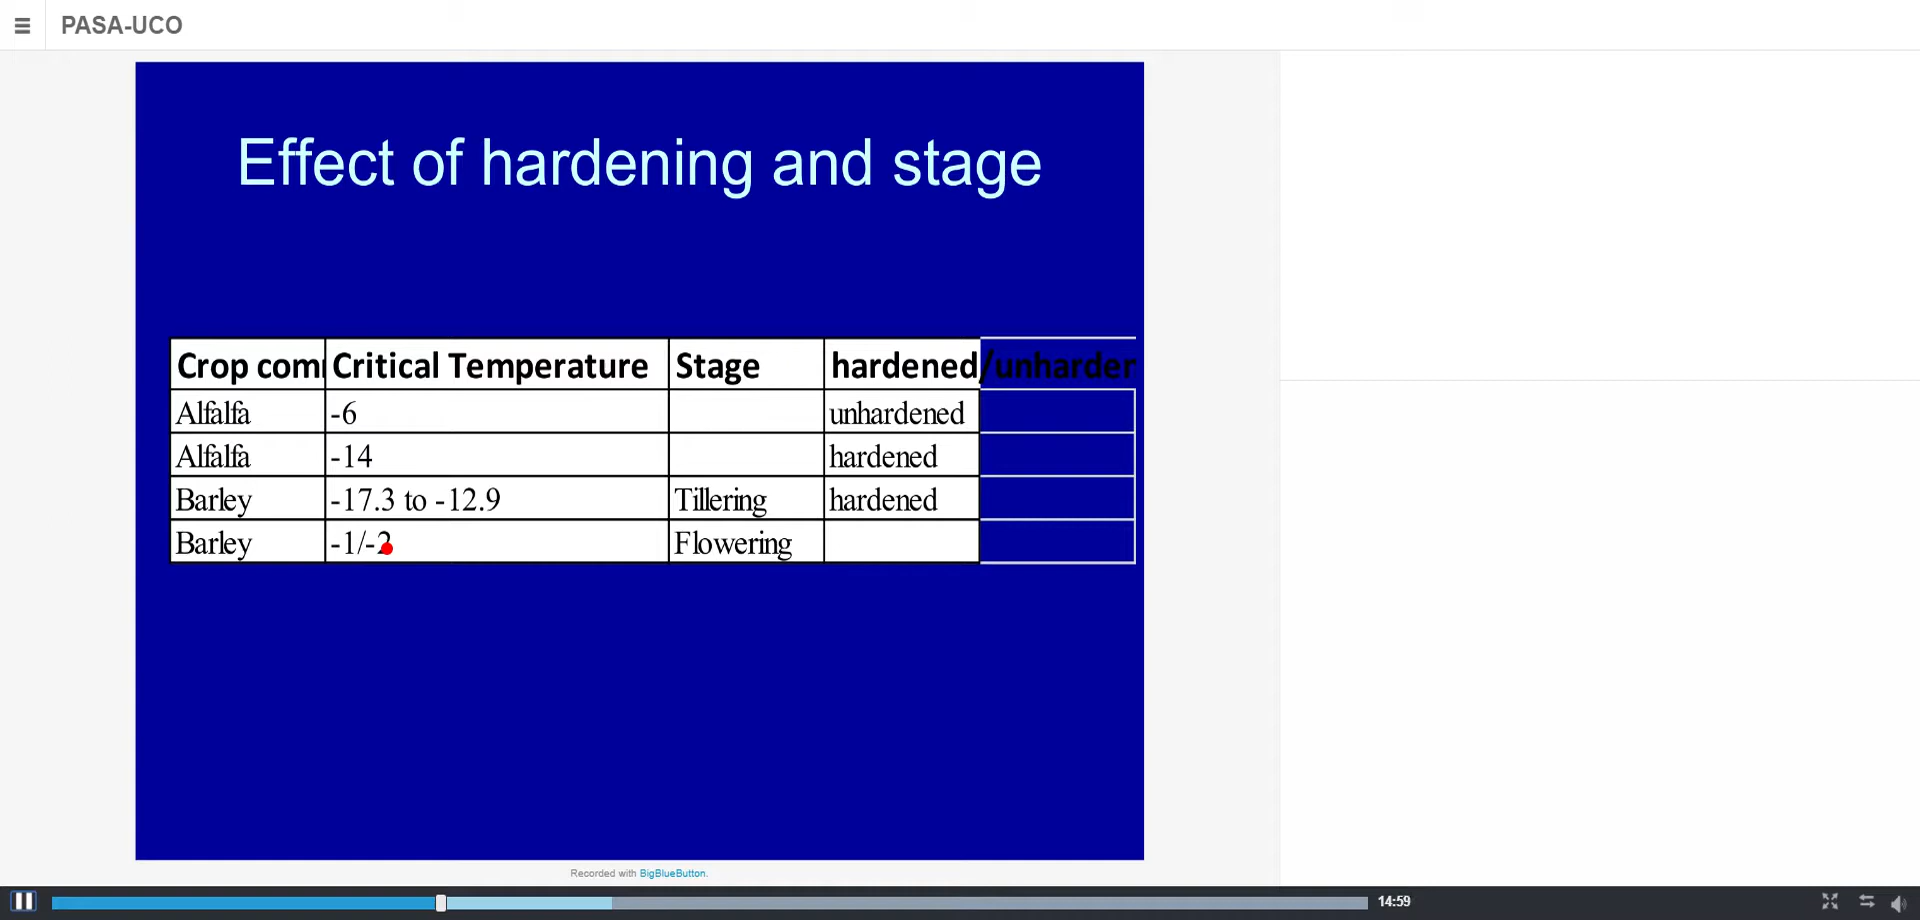 PASA-UCO
Effect of hardening and stage
Crop com Critical Temperature Stage hardened/unharden
Alfalfa -6 unhardened
Alfalfa -14 hardened
Barley -17.3 to -12.9 Tillering hardened
Barley -1/-2 Flowering
Recorded with BigBlueButton.
14:59